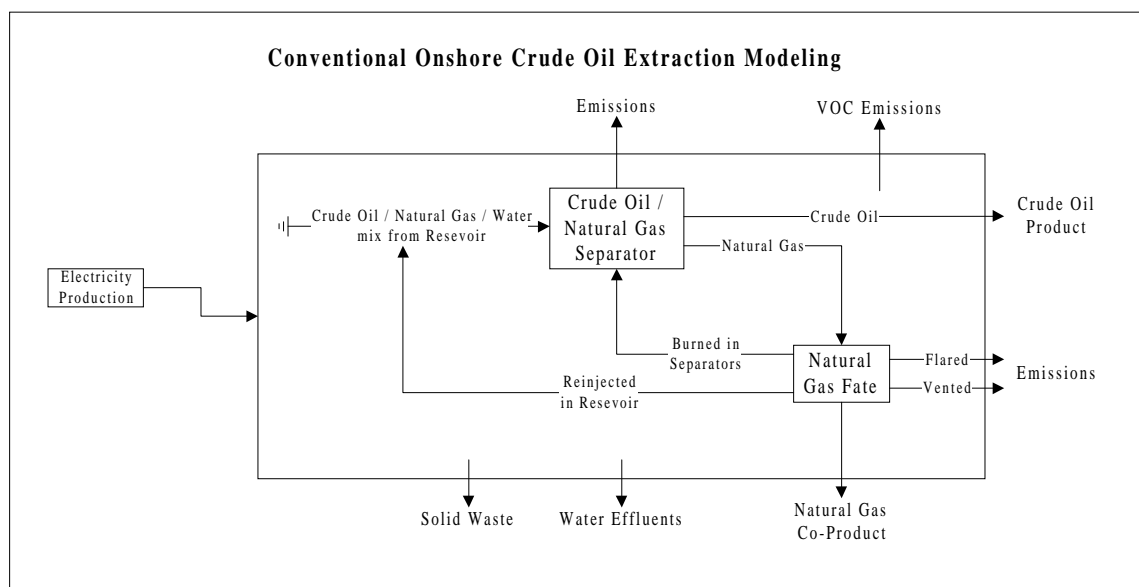 Conventional Onshore Crude Oil Extraction Modeling
Emissions
VOC Emissions
Crude Oil / Natural Gas / Water
mix from Resevoir
Crude Oil /
Natural Gas
Separator
Crude Oil
Crude Oil
Product
Natural Gas
Electricity
Production
Burned in
Separators
Natural
Gas Fate
Flared
Vented
Emissions
Reinjected
in Resevoir
Solid Waste
Water Effluents
Natural Gas
Co-Product